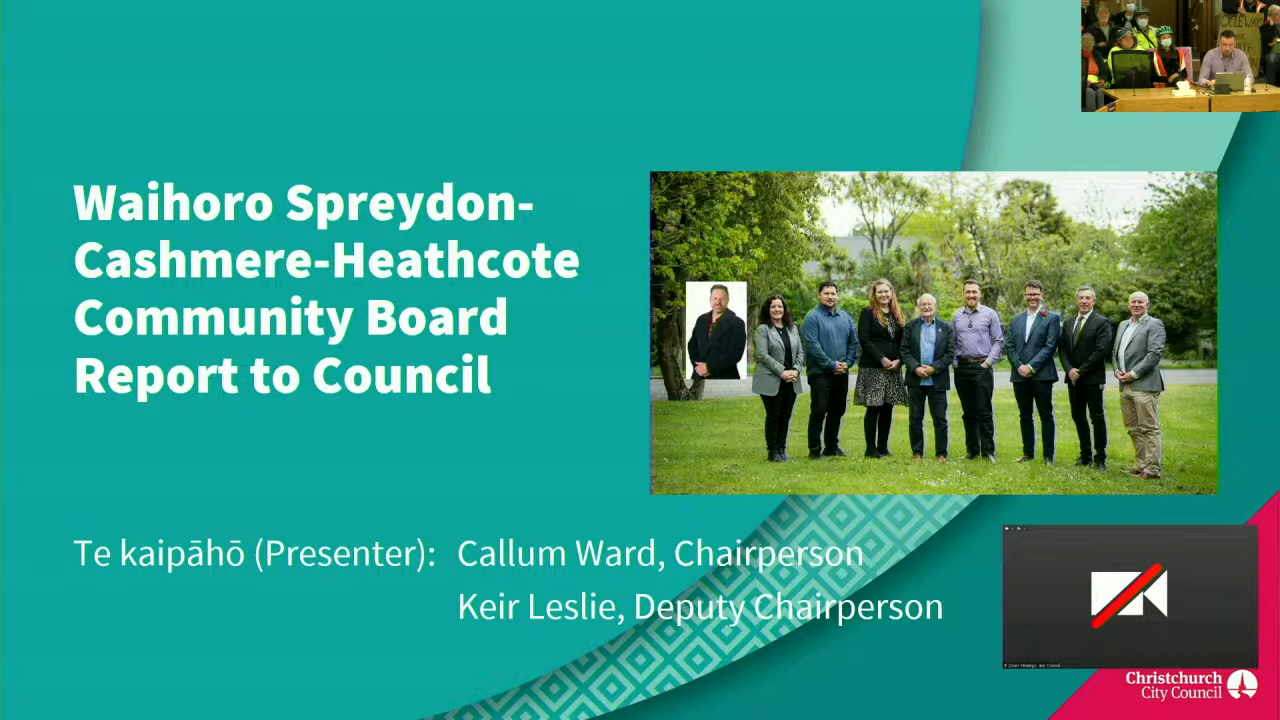 Waihoro Spreydon-
Cashmere-Heathcote
Community Board
Report to Council
Te kaipāhō (Presenter): Callum Ward, Chairperson
Keir Leslie, Deputy Chairperson
Christchurch
City Council